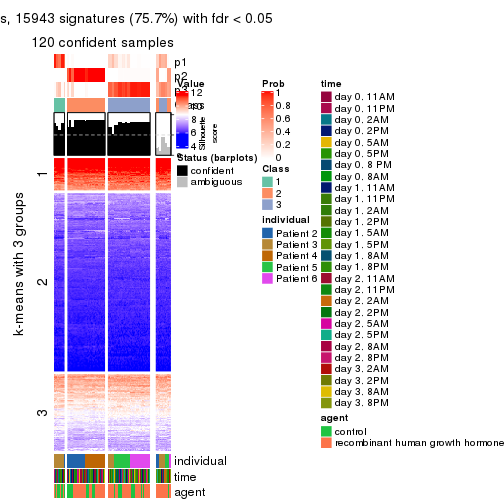 s, 15943 signatures (75.7%) with fdr < 0.05
120 confident samples
p1
p2
p3
Class
Silhouette
score
k-means with 3 groups
1
2
3
individual
time
agent
Value
12
10
8
6
4
Status (barplots)
confident
ambiguous
Prob
1
0.8
0.6
0.4
0.2
0
Class
1
2
3
individual
Patient 2
Patient 3
Patient 4
Patient 5
Patient 6
time
day 0. 11AM
day 0. 11PM
day 0. 2AM
day 0. 2PM
day 0. 5AM
day 0. 5PM
day 0. 8 PM
day 0. 8AM
day 1. 11AM
day 1. 11PM
day 1. 2AM
day 1. 2PM
day 1. 5AM
day 1. 5PM
day 1. 8AM
day 1. 8PM
day 2. 11AM
day 2. 11PM
day 2. 2AM
day 2. 2PM
day 2. 5AM
day 2. 5PM
day 2. 8AM
day 2. 8PM
day 3. 2AM
day 3. 2PM
day 3. 8AM
day 3. 8PM
agent
control
recombinant human growth hormone